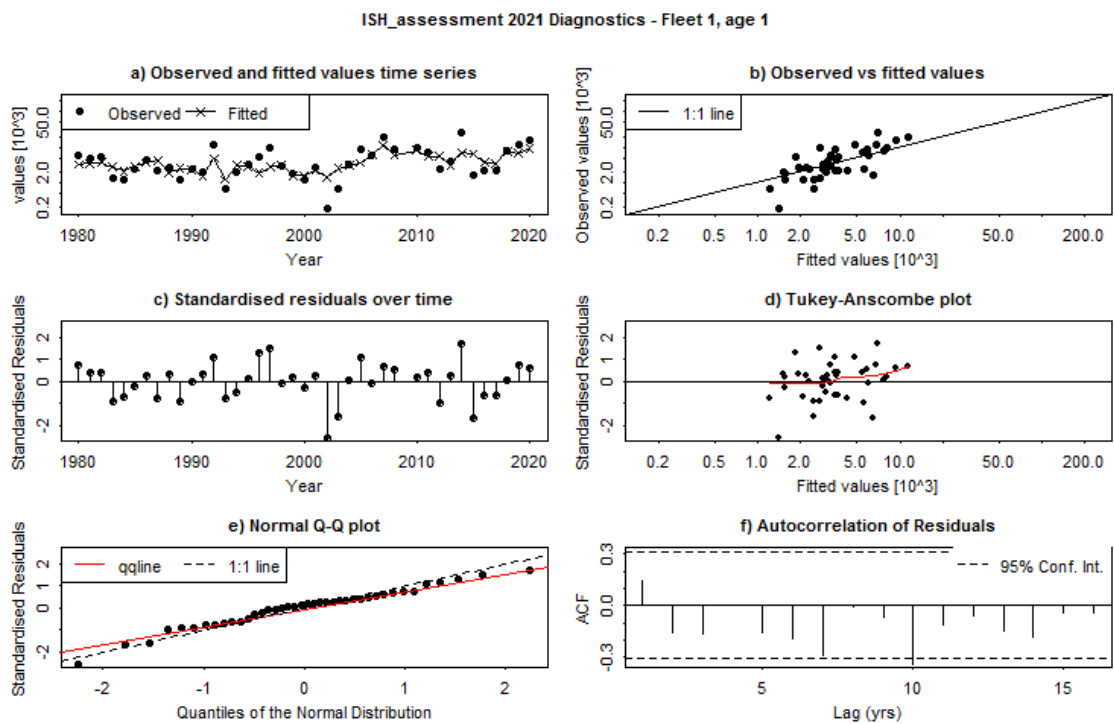 ISH_assessment 2021 Diagnostics - Fleet 1, age 1
a) Observed and fitted values time series
values [10^3]
0.2 2.0 50.0
Observed Fitted
1980 1990 2000 2010 2020
Year
b) Observed vs fitted values
Observed values [10^3]
0.2 2.0 50.0
1:1 line
0.2 0.5 1.0 2.0 5.0 10.0 50.0 200.0
Fitted values [10^3]
c) Standardised residuals over time
Standardised Residuals
-2 0 1 2
1980 1990 2000 2010 2020
Year
d) Tukey-Anscombe plot
Standardised Residuals
-2 0 1 2
0.2 0.5 1.0 2.0 5.0 10.0 50.0 200.0
Fitted values [10^3]
e) Normal Q-Q plot
Standardised Residuals
-2 0 1 2
qqline 1:1 line
-2 -1 0 1 2
Quantiles of the Normal Distribution
f) Autocorrelation of Residuals
ACF
-0.3 0.0 0.3
95% Conf. Int.
5 10 15
Lag (yrs)